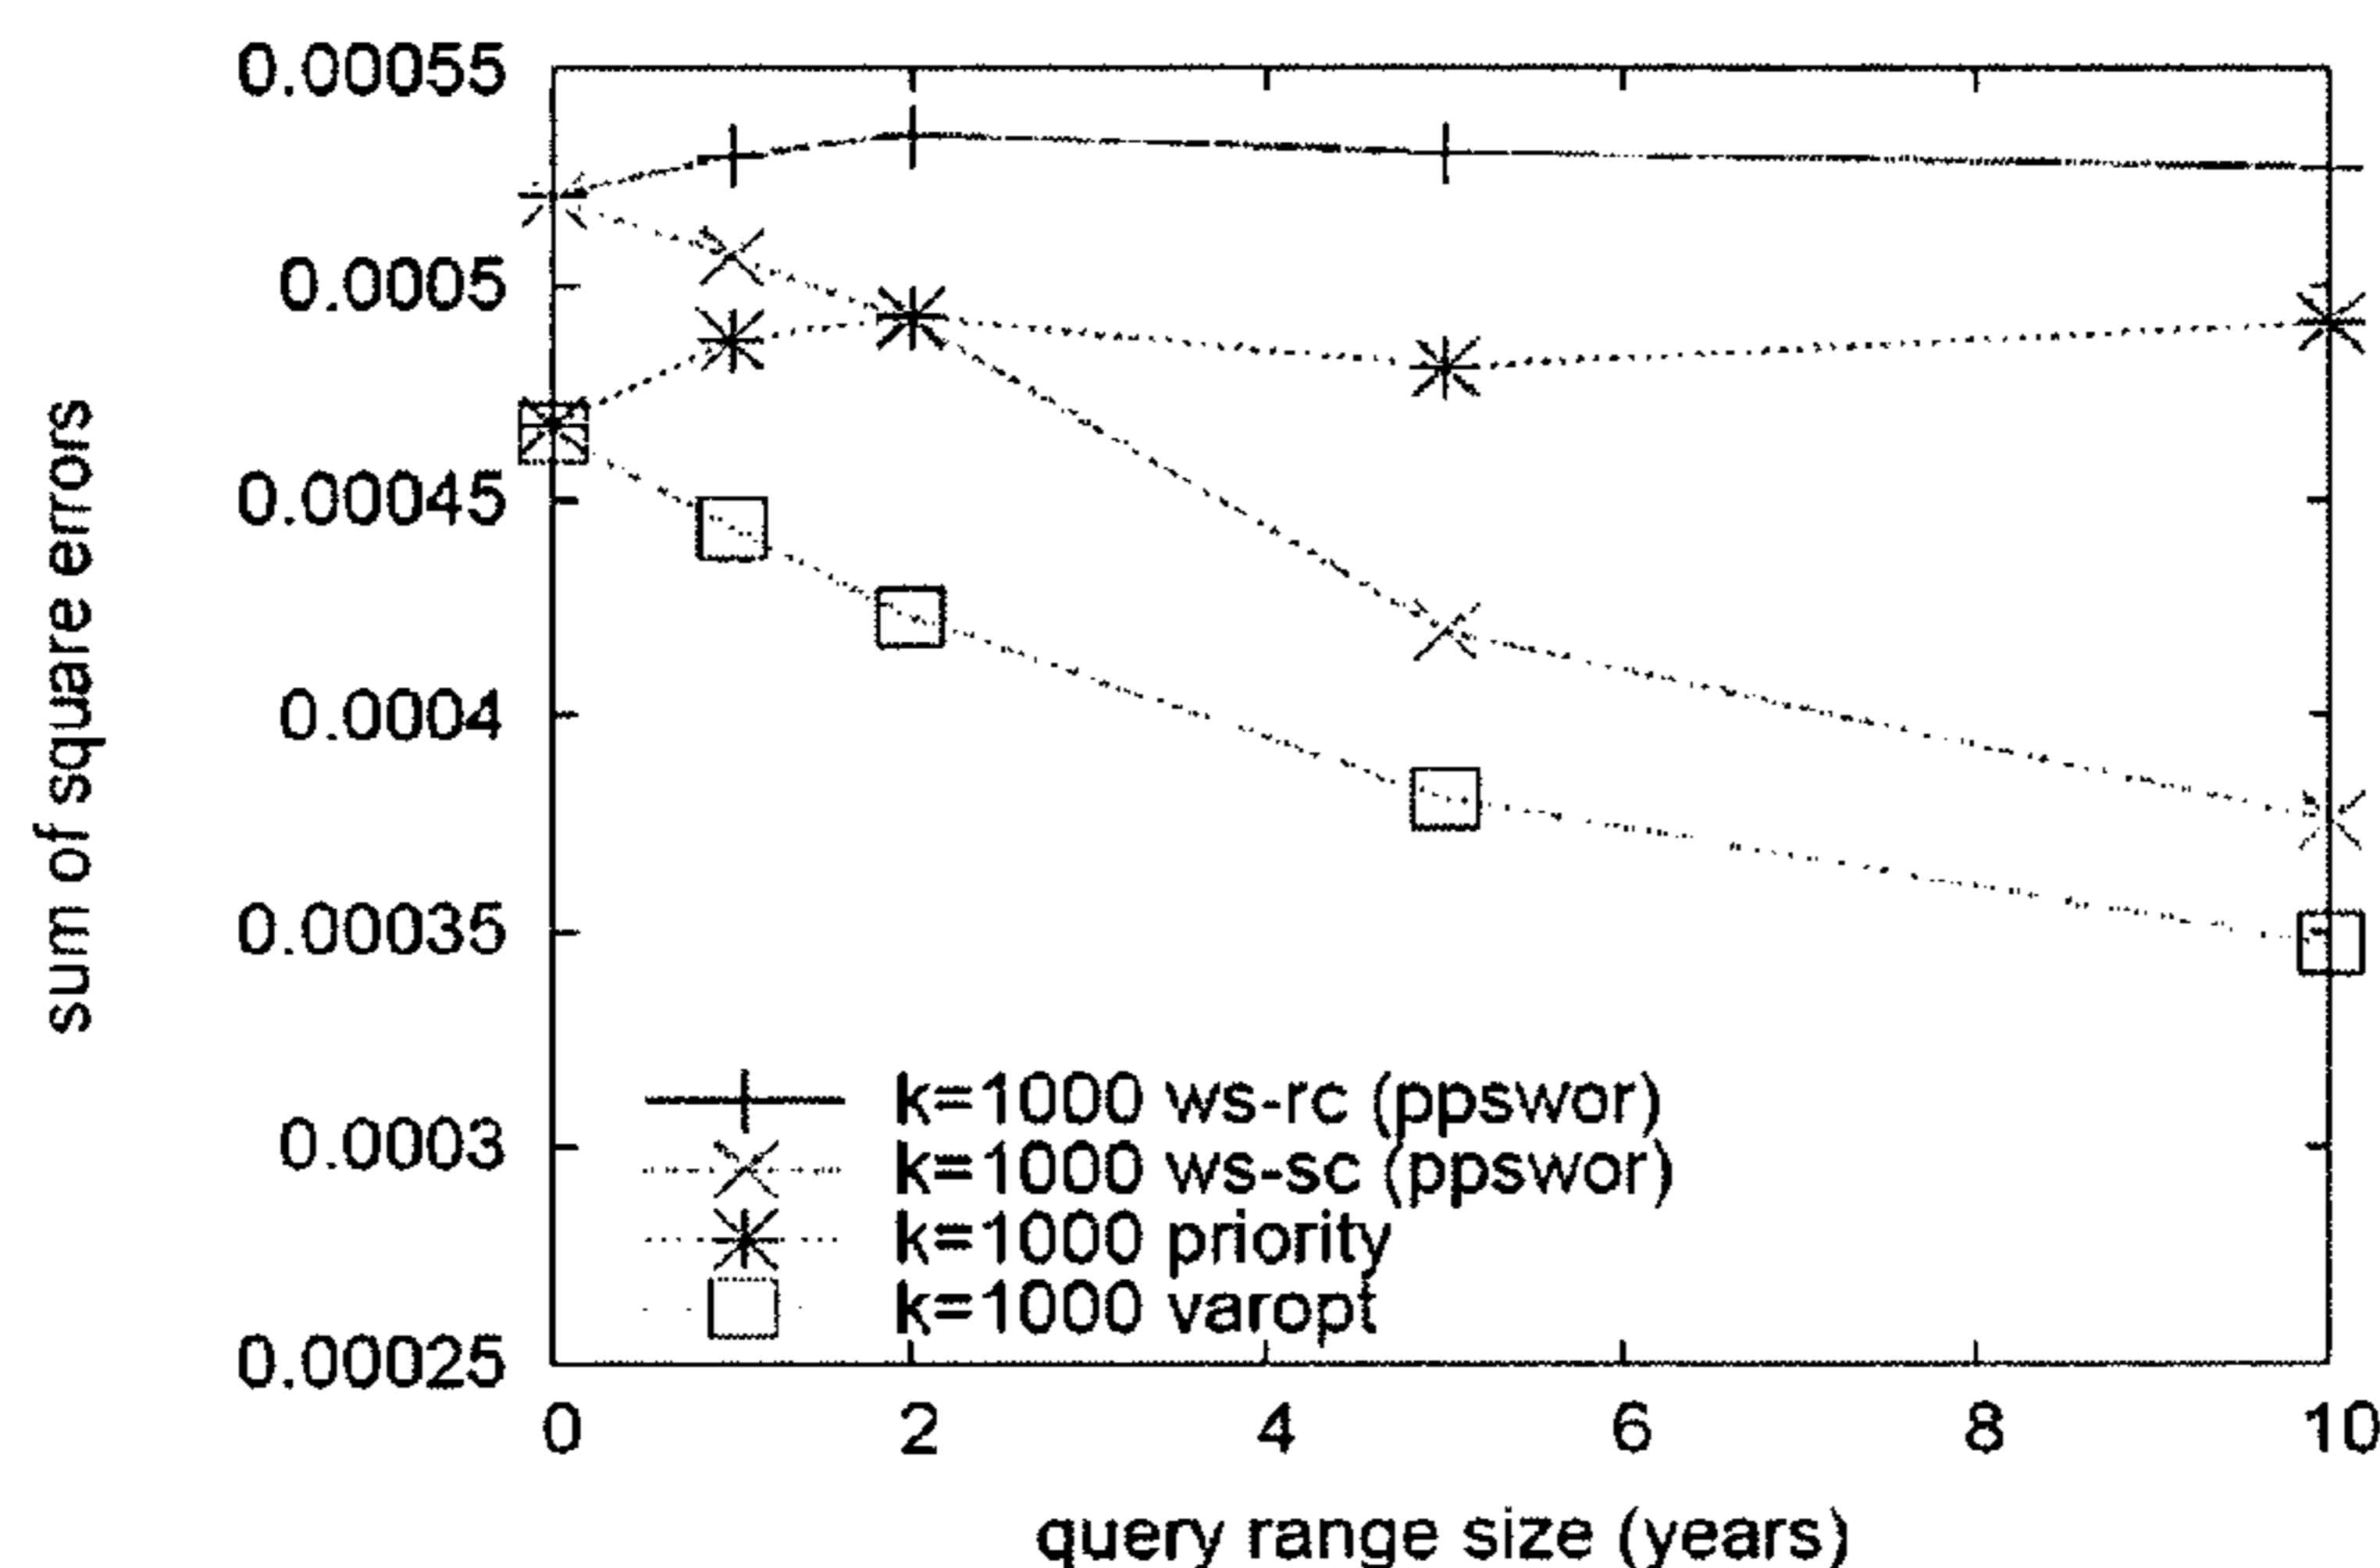 0.00055
0.0005
0.00045
0.0004
0.00035
0.0003
0.00025
sum of square errors
k=1000 ws-rc (ppswor)
k=1000 ws-sc (ppswor)
k=1000 priority
k=1000 varopt
0 2 4 6 8 10
query range size (years)